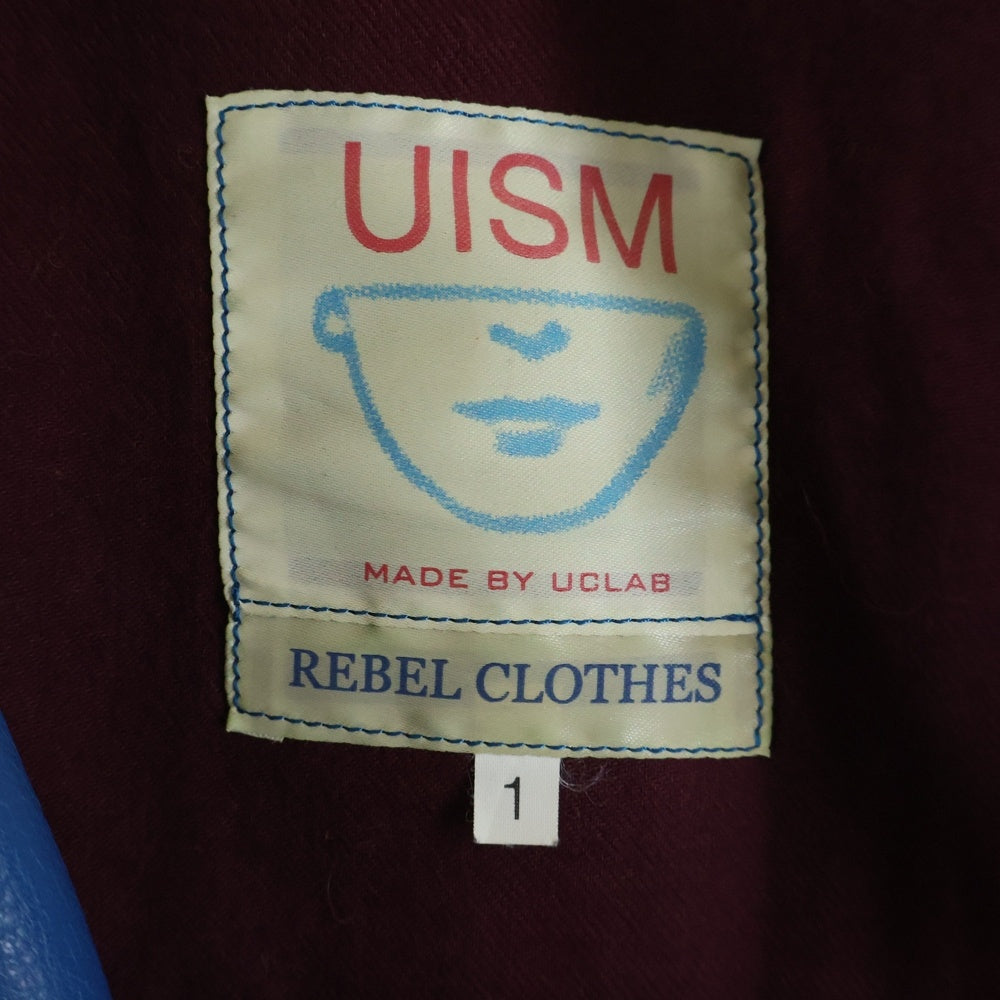 UISM
MADE BY UCLAB
REBEL CLOTHES
1